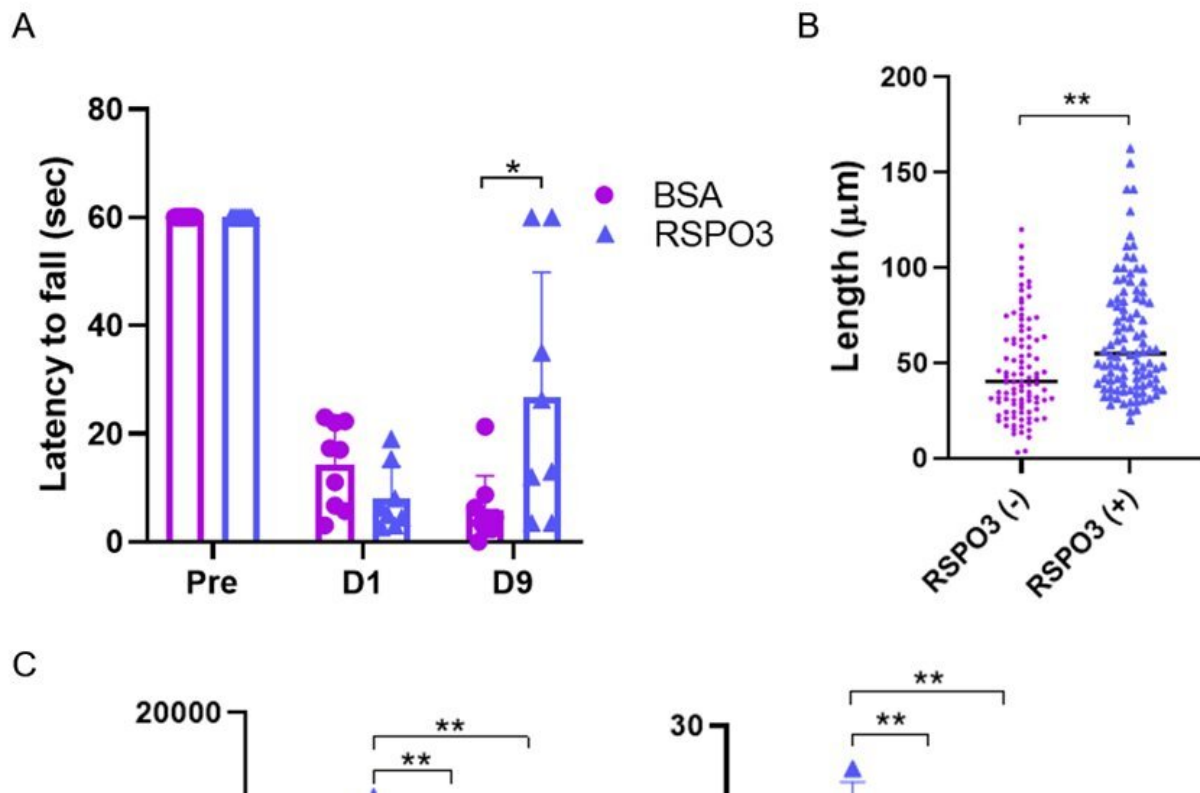 A
Latency to fall (sec)
80
60
40
20
0
Pre
D1
D9
*
BSA
RSPO3
B
Length (μm)
200
150
100
50
0
**
RSPO3 (-)
RSPO3 (+)
C
20000
**
**
30
**
**